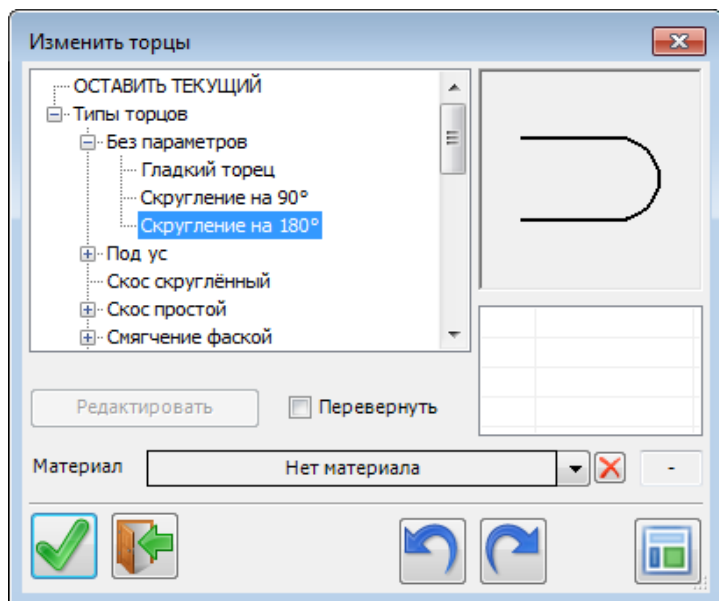 Изменить торцы
ОСТАВИТЬ ТЕКУЩИЙ
Типы торцов
Без параметров
Гладкий торец
Скругление на 90°
Скругление на 180°
Под ус
Скос скруглённый
Скос простой
Смягчение фаской
Редактировать
Перевернуть
Материал
Нет материала
-